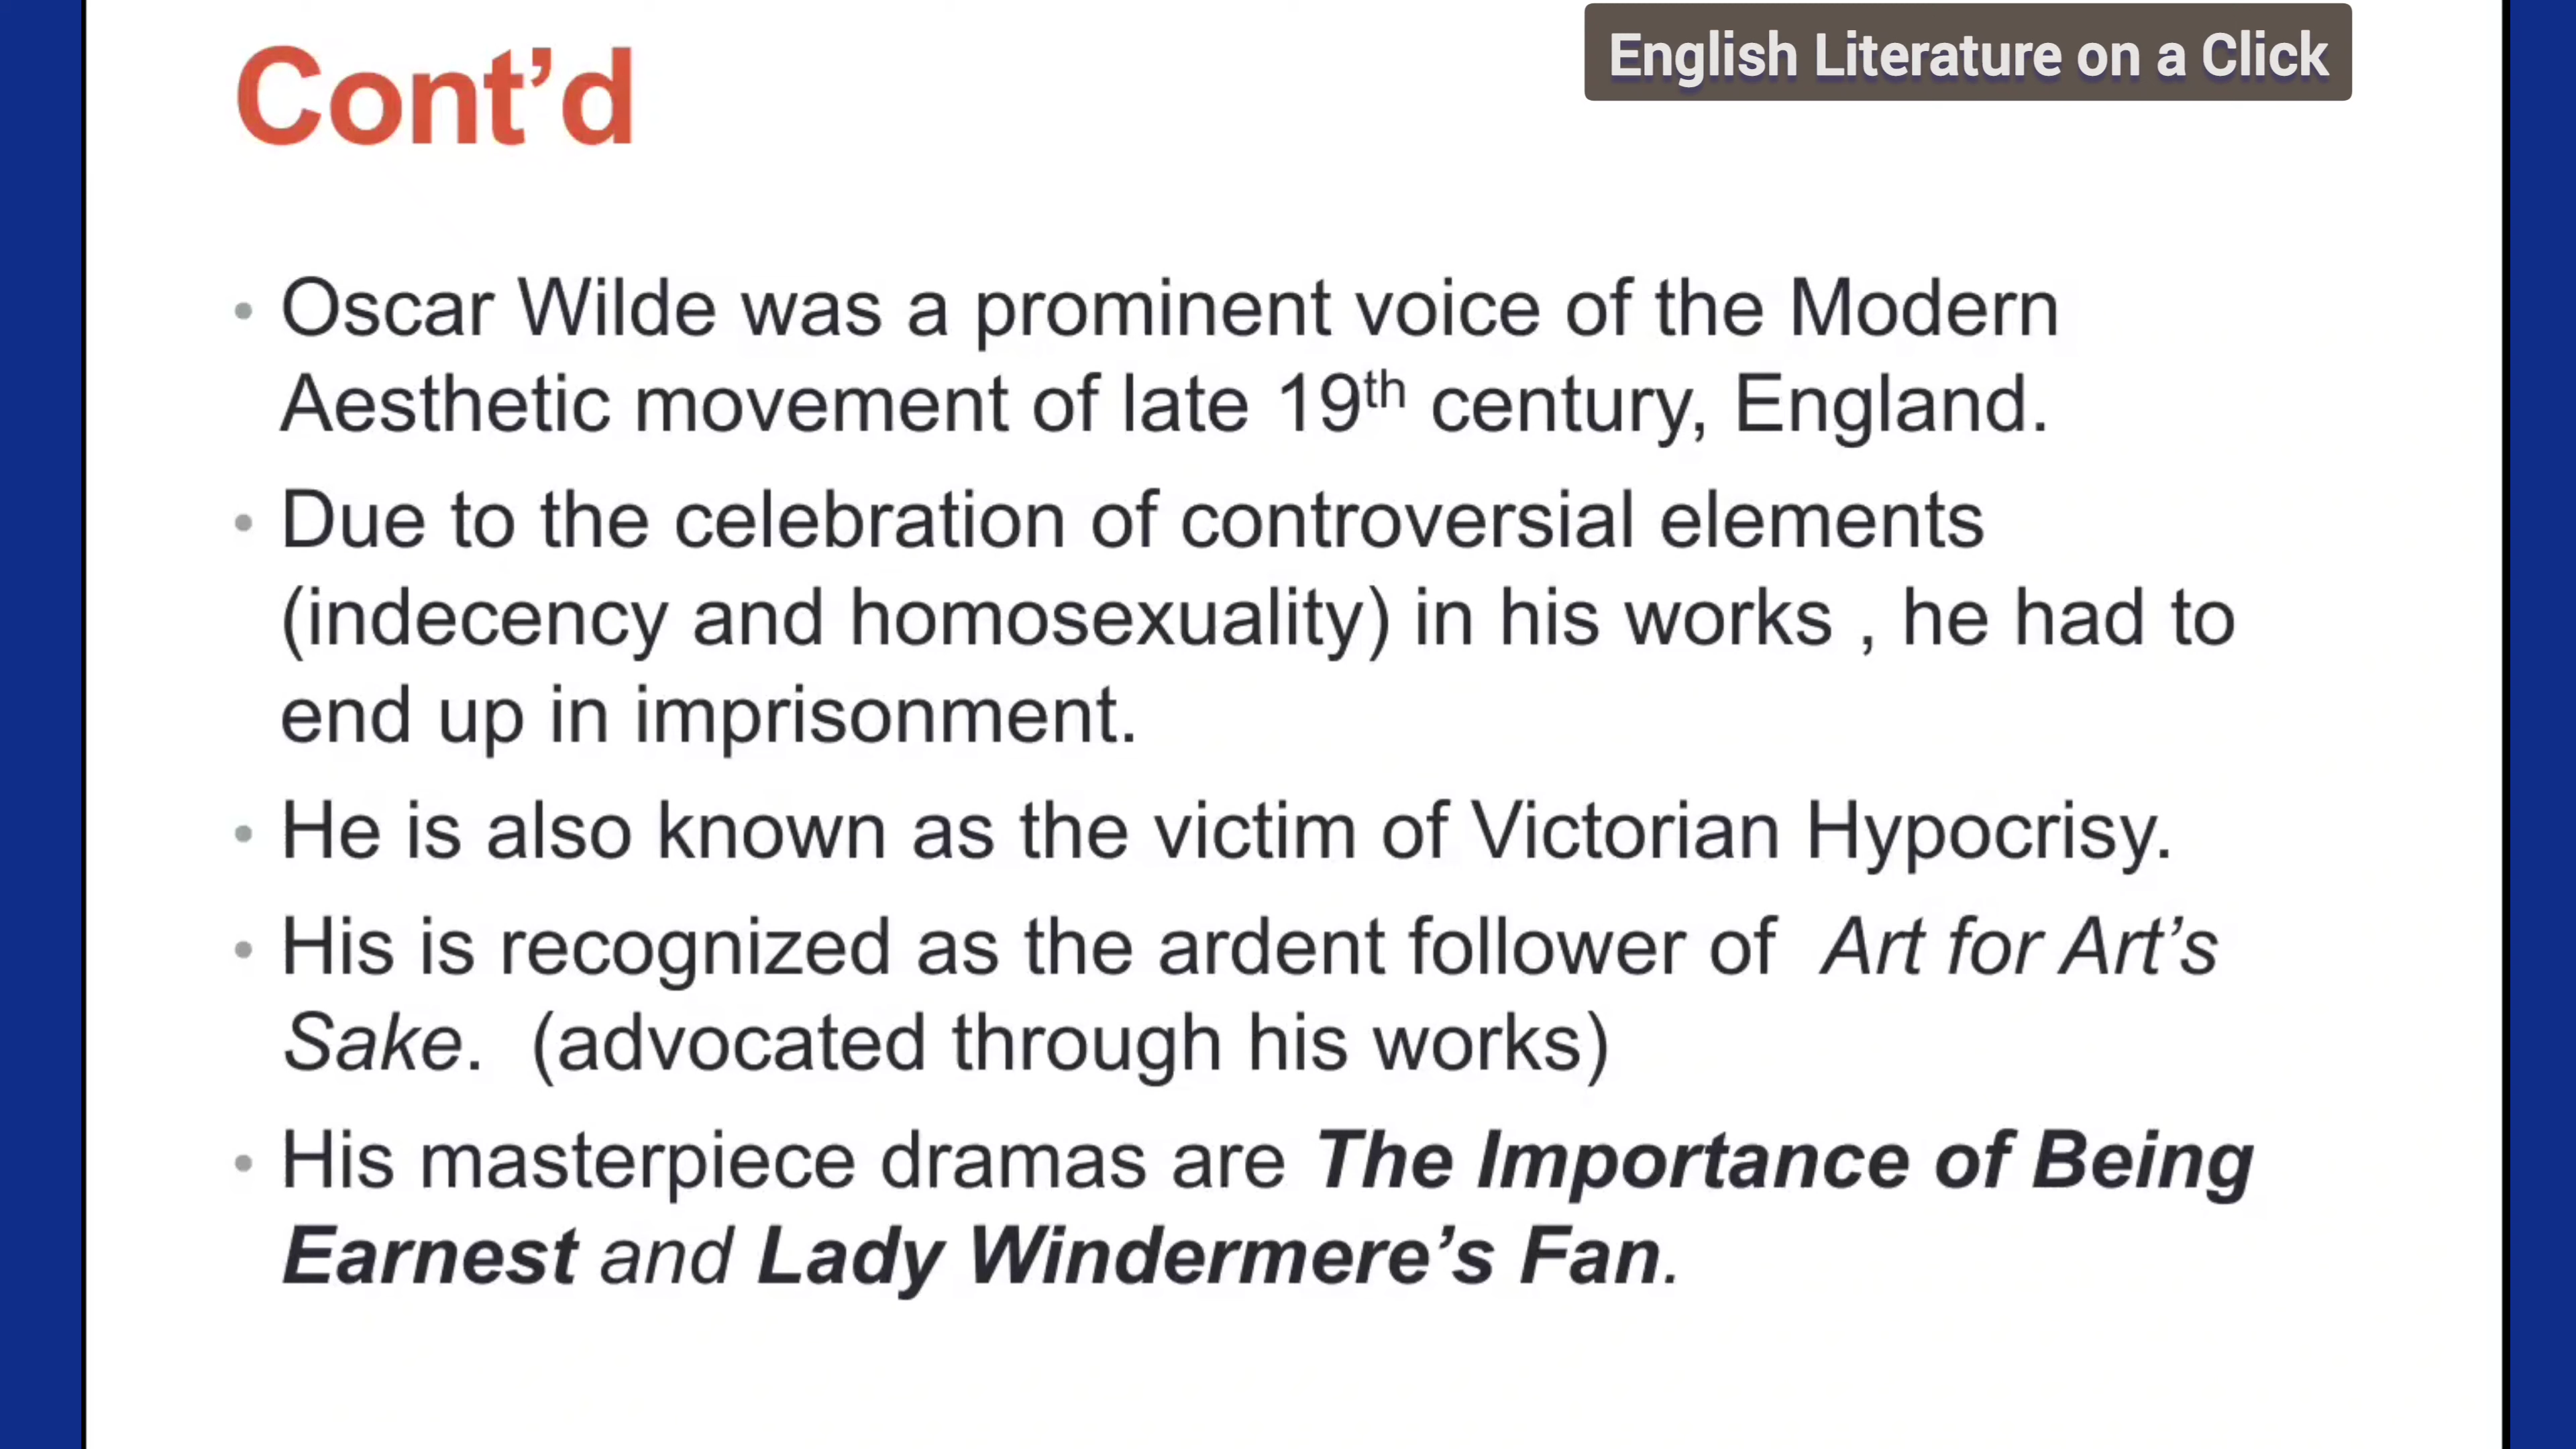 Cont’d
English Literature on a Click
• Oscar Wilde was a prominent voice of the Modern
Aesthetic movement of late 19th century, England.
• Due to the celebration of controversial elements
(indecency and homosexuality) in his works , he had to
end up in imprisonment.
• He is also known as the victim of Victorian Hypocrisy.
• His is recognized as the ardent follower of Art for Art’s
Sake. (advocated through his works)
• His masterpiece dramas are The Importance of Being
Earnest and Lady Windermere’s Fan.